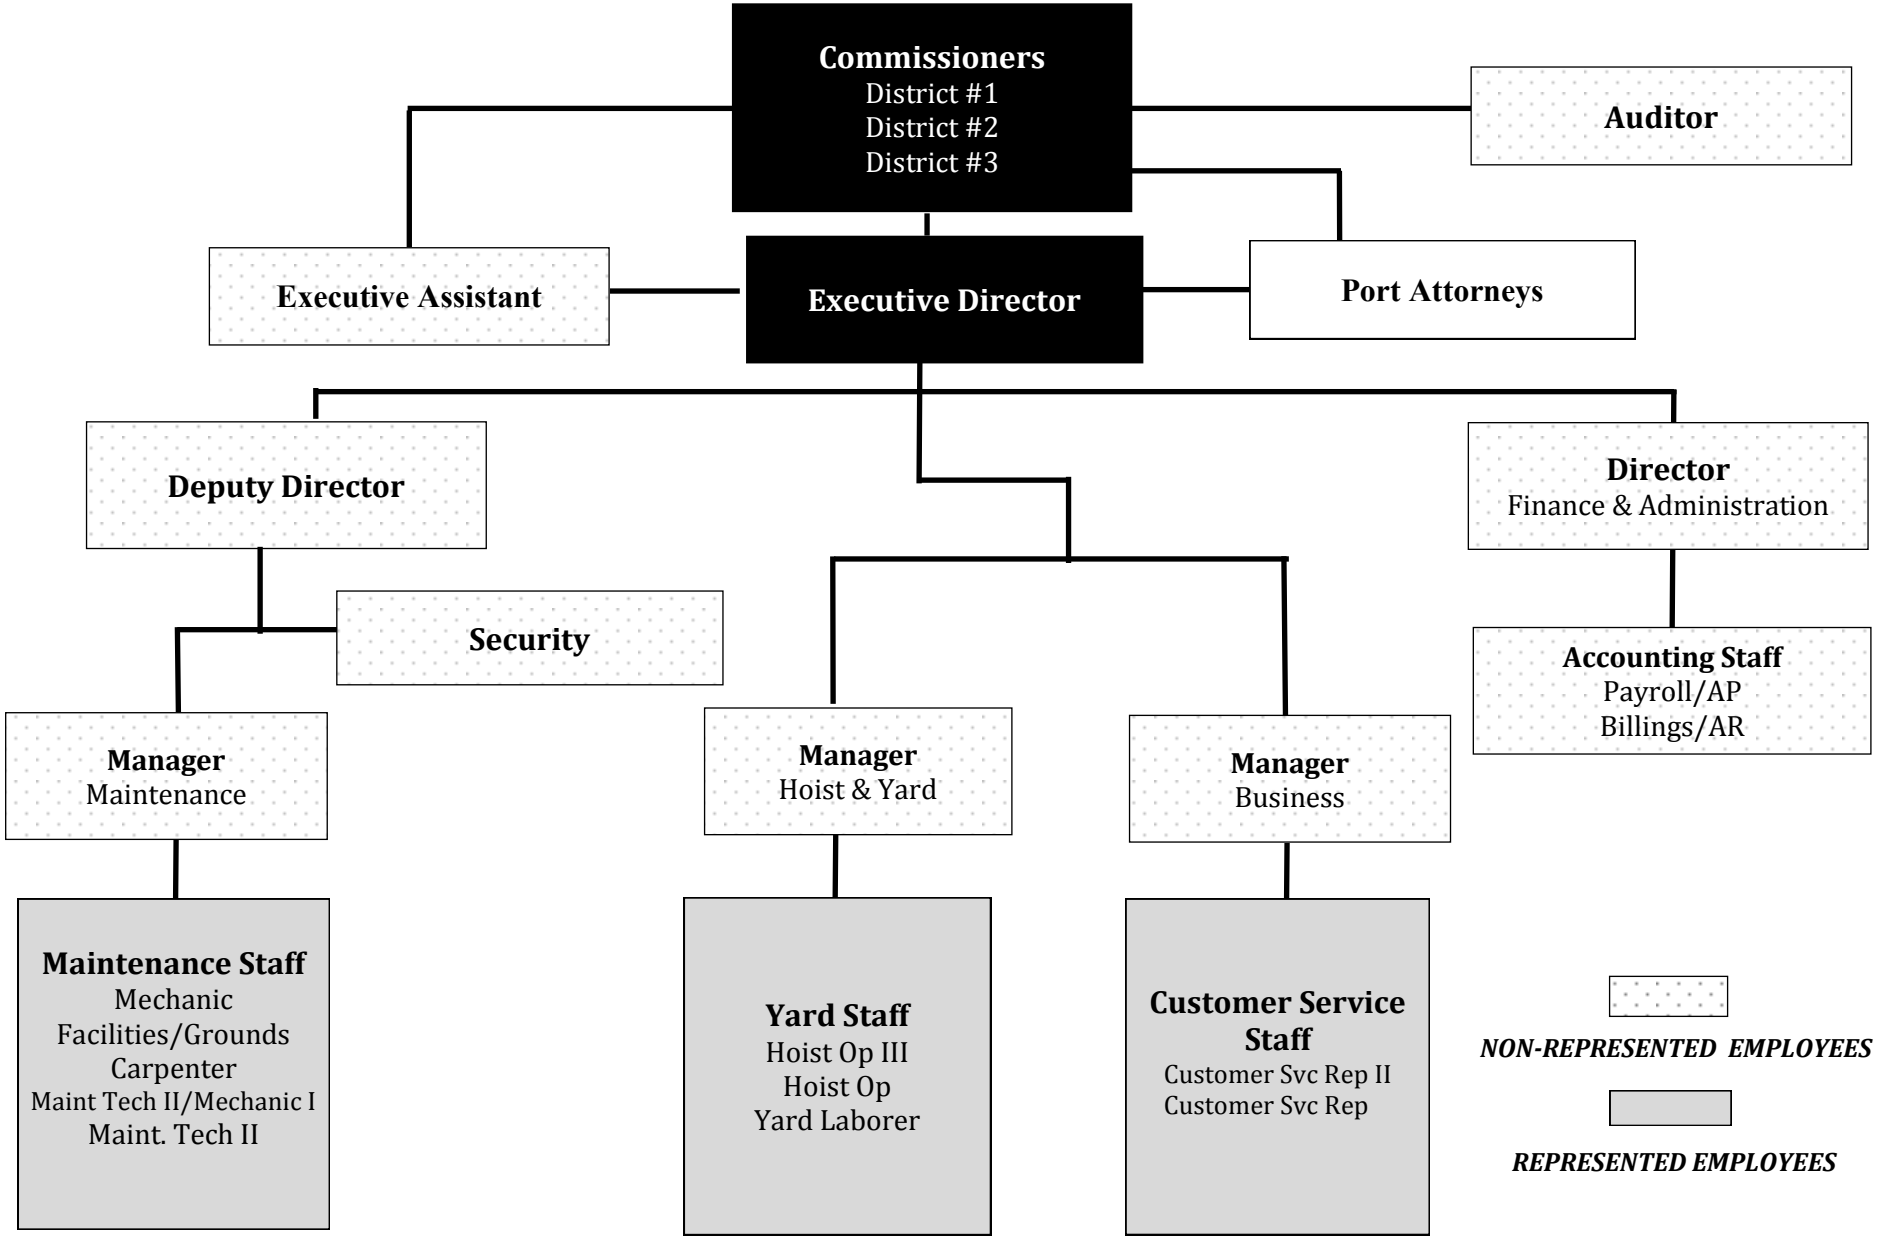 Commissioners
District #1
District #2
District #3
Auditor
Executive Assistant
Executive Director
Port Attorneys
Deputy Director
Director
Finance & Administration
Security
Accounting Staff
Payroll/AP
Billings/AR
Manager
Maintenance
Manager
Hoist & Yard
Manager
Business
Maintenance Staff
Mechanic
Facilities/Grounds
Carpenter
Maint Tech II/Mechanic I
Maint. Tech II
Yard Staff
Hoist Op III
Hoist Op
Yard Laborer
Customer Service
Staff
Customer Svc Rep II
Customer Svc Rep
NON-REPRESENTED EMPLOYEES
REPRESENTED EMPLOYEES